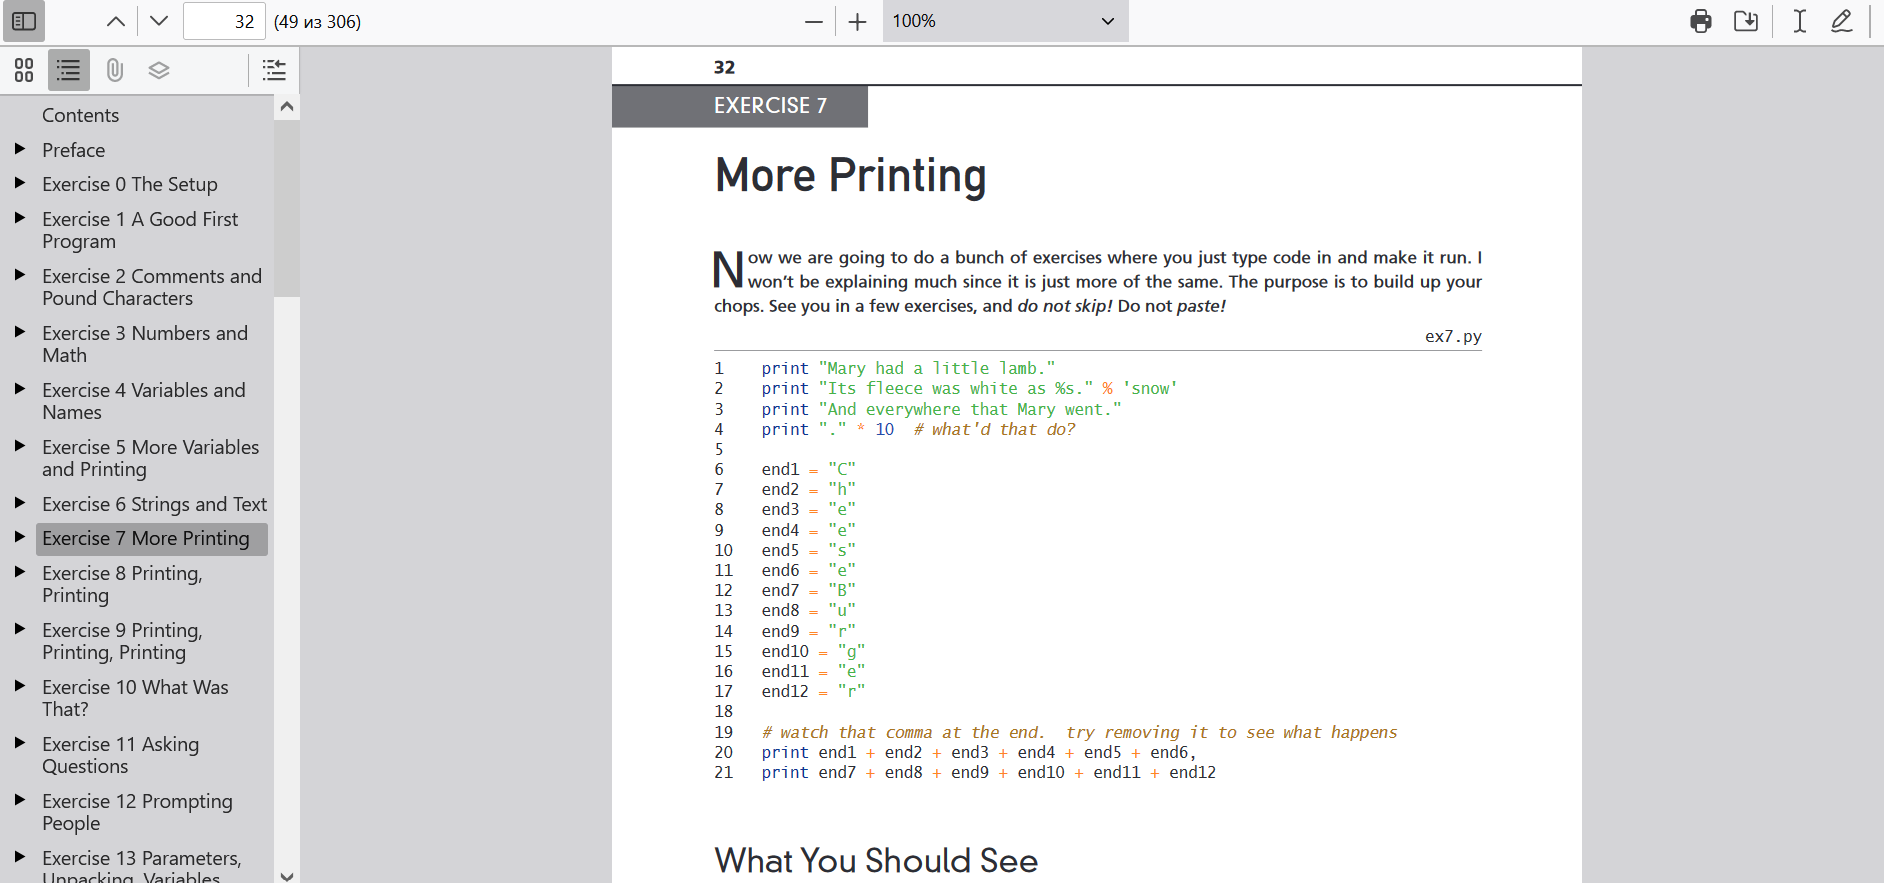 32 (49 из 306)
100%
Contents
Preface
Exercise 0 The Setup
Exercise 1 A Good First
Program
Exercise 2 Comments and
Pound Characters
Exercise 3 Numbers and
Math
Exercise 4 Variables and
Names
Exercise 5 More Variables
and Printing
Exercise 6 Strings and Text
Exercise 7 More Printing
Exercise 8 Printing,
Printing
Exercise 9 Printing,
Printing, Printing
Exercise 10 What Was
That?
Exercise 11 Asking
Questions
Exercise 12 Prompting
People
Exercise 13 Parameters,
Unpacking, Variables
32
EXERCISE 7
More Printing
Now we are going to do a bunch of exercises where you just type code in and make it run. I
won't be explaining much since it is just more of the same. The purpose is to build up your
chops. See you in a few exercises, and do not skip! Do not paste!
ex7.py
1 print "Mary had a little lamb."
2 print "Its fleece was white as %s." % 'snow'
3 print "And everywhere that Mary went."
4 print "." * 10 # what'd that do?
5
6 end1 = "C"
7 end2 = "h"
8 end3 = "e"
9 end4 = "e"
10 end5 = "s"
11 end6 = "e"
12 end7 = "B"
13 end8 = "u"
14 end9 = "r"
15 end10 = "g"
16 end11 = "e"
17 end12 = "r"
18
19 # watch that comma at the end. try removing it to see what happens
20 print end1 + end2 + end3 + end4 + end5 + end6,
21 print end7 + end8 + end9 + end10 + end11 + end12
What You Should See